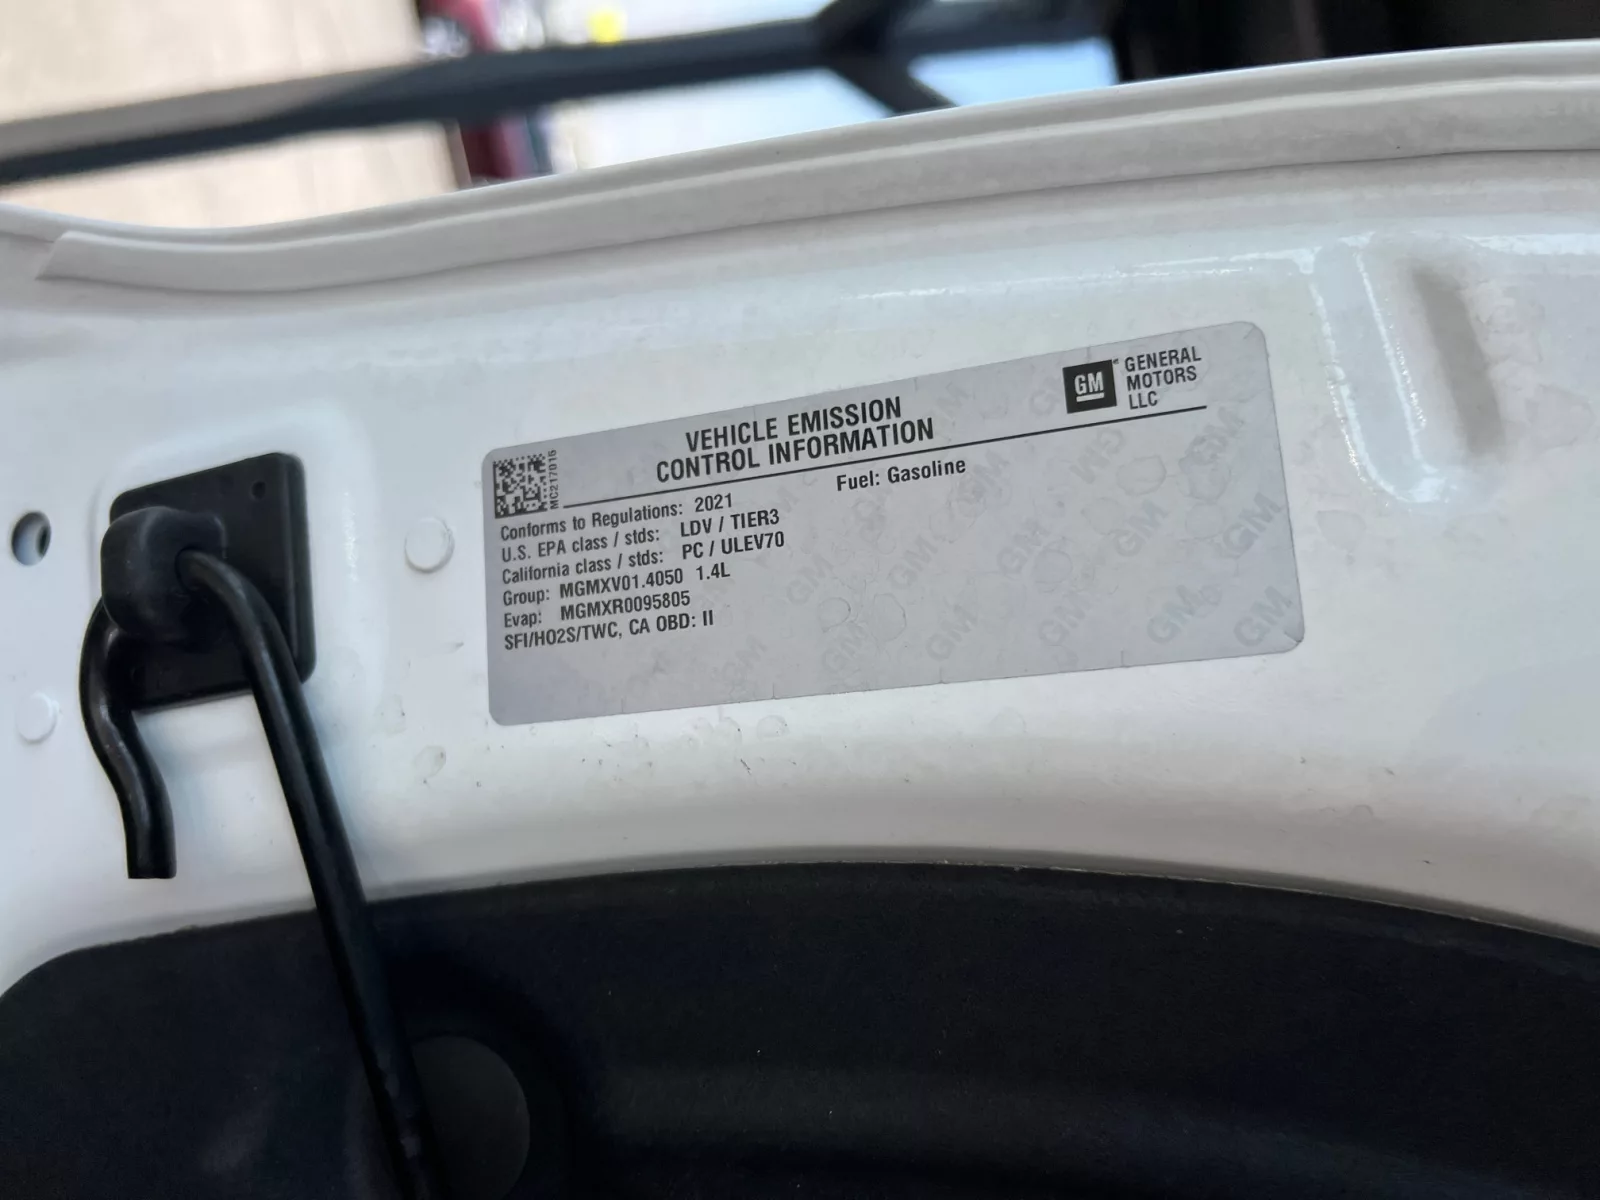 GM GENERAL
MOTORS
LLC
VEHICLE EMISSION
CONTROL INFORMATION
MC217015
Conforms to Regulations: 2021 Fuel: Gasoline
U.S. EPA class / stds: LDV / TIER3
California class / stds: PC / ULEV70
Group: MGMXV01.4050 1.4L
Evap: MGMXR0095805
SFI/HO2S/TWC, CA OBD: II